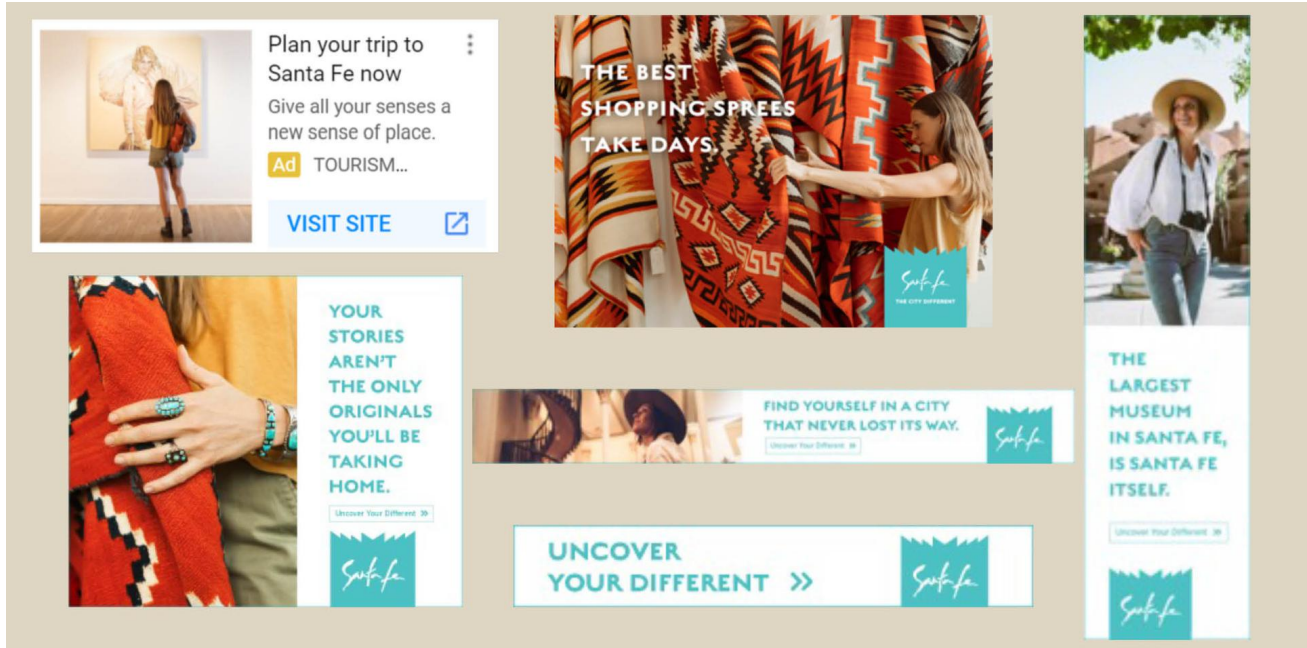 Plan your trip to
Santa Fe now
Give all your senses a
new sense of place.
Ad TOURISM...
VISIT SITE
THE BEST
SHOPPING SPREES
TAKE DAYS.
Santa Fe
THE CITY DIFFERENT
YOUR
STORIES
AREN'T
THE ONLY
ORIGINALS
YOU'LL BE
TAKING
HOME.
Uncover Your Different »
Santa Fe
FIND YOURSELF IN A CITY
THAT NEVER LOST ITS WAY.
Uncover Your Different »
Santa Fe
UNCOVER
YOUR DIFFERENT »
Santa Fe
THE
LARGEST
MUSEUM
IN SANTA FE,
IS SANTA FE
ITSELF.
Uncover Your Different »
Santa Fe